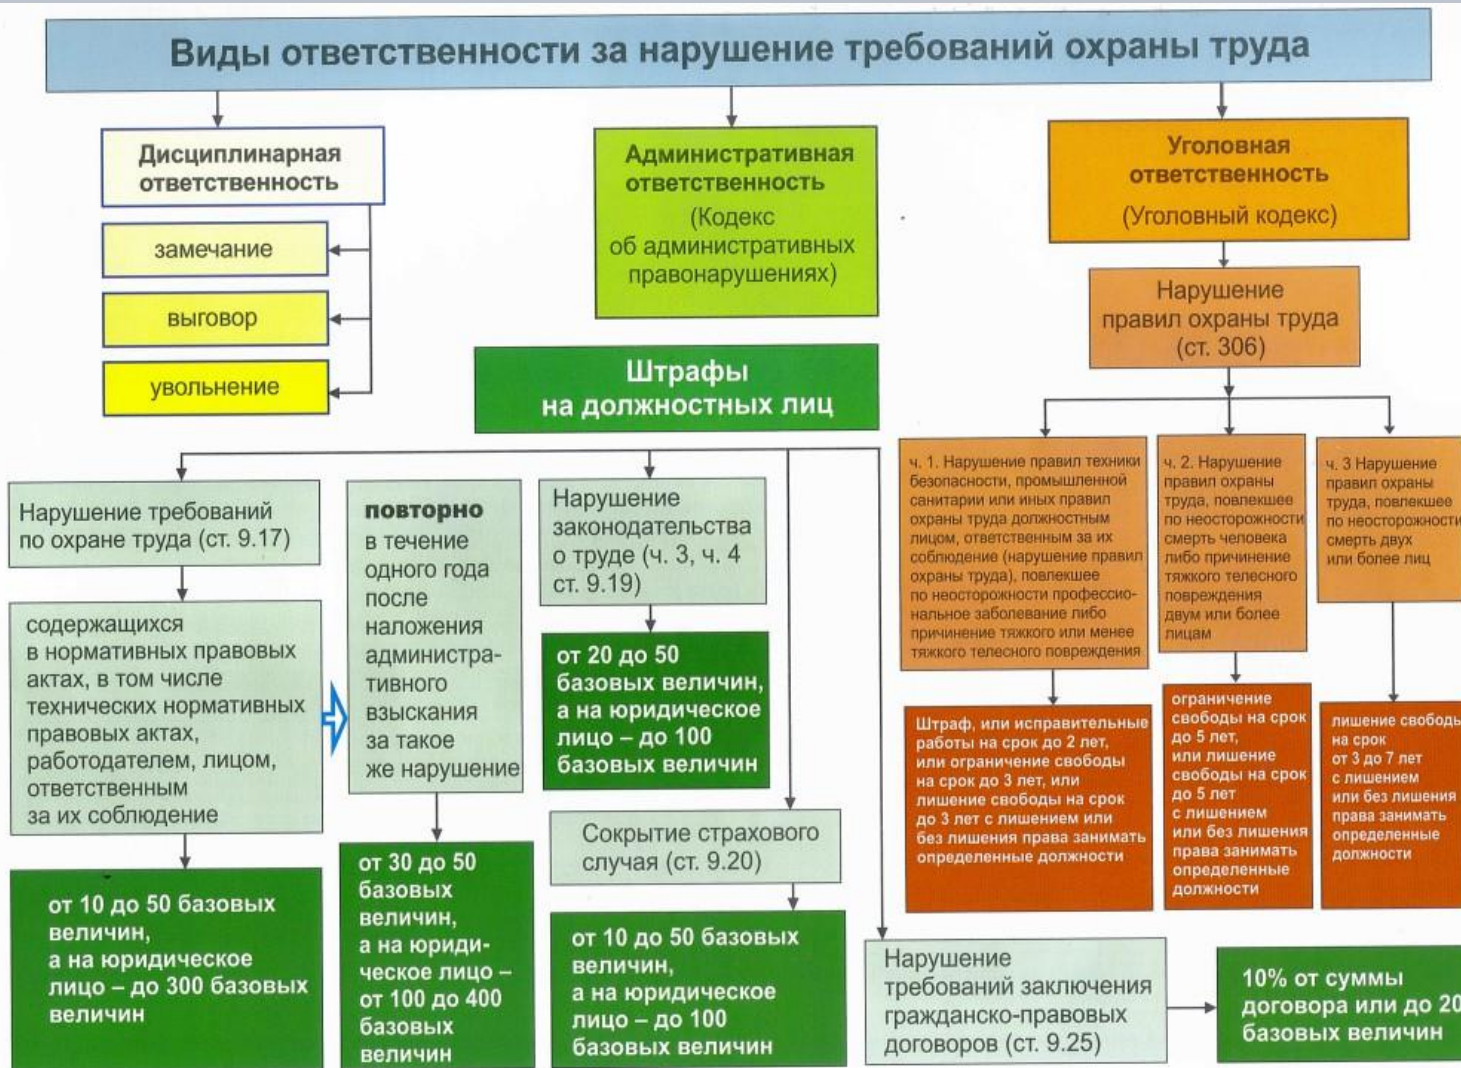 Виды ответственности за нарушение требований охраны труда
Дисциплинарная
ответственность
замечание
выговор
увольнение
Административная
ответственность
(Кодекс
об административных
правонарушениях)
Штрафы
на должностных лиц
Нарушение требований
по охране труда (ст. 9.17)
содержащихся
в нормативных правовых
актах, в том числе
технических нормативных
правовых актах,
работодателем, лицом,
ответственным
за их соблюдение
от 10 до 50 базовых
величин,
а на юридическое
лицо – до 300 базовых
величин
повторно
в течение
одного года
после
наложения
администра-
тивного
взыскания
за такое
же нарушение
от 30 до 50
базовых
величин,
а на юриди-
ческое лицо –
от 100 до 400
базовых
величин
Нарушение
законодательства
о труде (ч. 3, ч. 4
ст. 9.19)
от 20 до 50
базовых величин,
а на юридическое
лицо – до 100
базовых величин
Сокрытие страхового
случая (ст. 9.20)
от 10 до 50 базовых
величин,
а на юридическое
лицо – до 100
базовых величин
Нарушение
требований заключения
гражданско-правовых
договоров (ст. 9.25)
10% от суммы
договора или до 20
базовых величин
Уголовная
ответственность
(Уголовный кодекс)
Нарушение
правил охраны труда
(ст. 306)
ч. 1. Нарушение правил техники
безопасности, промышленной
санитарии или иных правил
охраны труда должностным
лицом, ответственным за их
соблюдение (нарушение правил
охраны труда), повлекшее
по неосторожности профессио-
нальное заболевание либо
причинение тяжкого или менее
тяжкого телесного повреждения
Штраф, или исправительные
работы на срок до 2 лет,
или ограничение свободы
на срок до 3 лет, или
лишение свободы на срок
до 3 лет с лишением или
без лишения права занимать
определенные должности
ч. 2. Нарушение
правил охраны
труда, повлекшее
по неосторожности
смерть человека
либо причинение
тяжкого телесного
повреждения
двум или более
лицам
ограничение
свободы на срок
до 5 лет,
или лишение
свободы на срок
до 5 лет
с лишением
или без лишения
права занимать
определенные
должности
ч. 3 Нарушение
правил охраны
труда, повлекшее
по неосторожности
смерть двух
или более лиц
лишение свободы
на срок
от 3 до 7 лет
с лишением
или без лишения
права занимать
определенные
должности